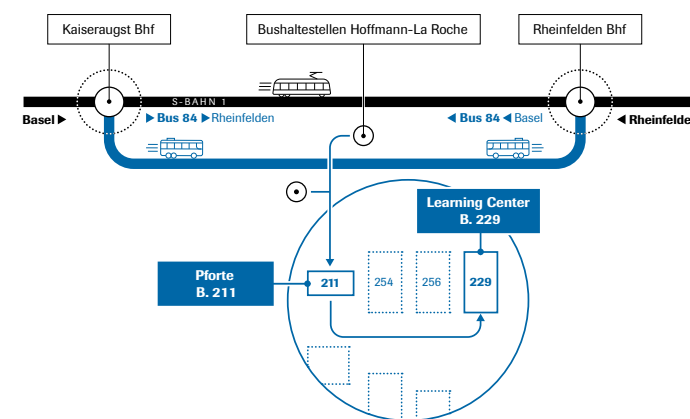 Kaiseraugst Bhf
Bushaltestellen Hoffmann-La Roche
Rheinfelden Bhf
S-BAHN 1
Basel ▶
▶ Bus 84 ▶ Rheinfelden
◀ Bus 84 ◀ Basel
◀ Rheinfelde
Learning Center
B. 229
Pforte
B. 211
211
254
256
229